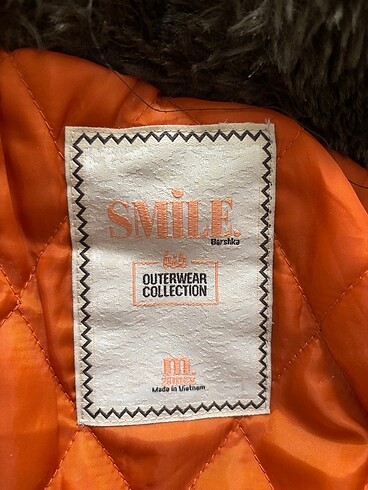 SMiLE.
Bershka
OUTERWEAR
COLLECTION
Made in Vietnam